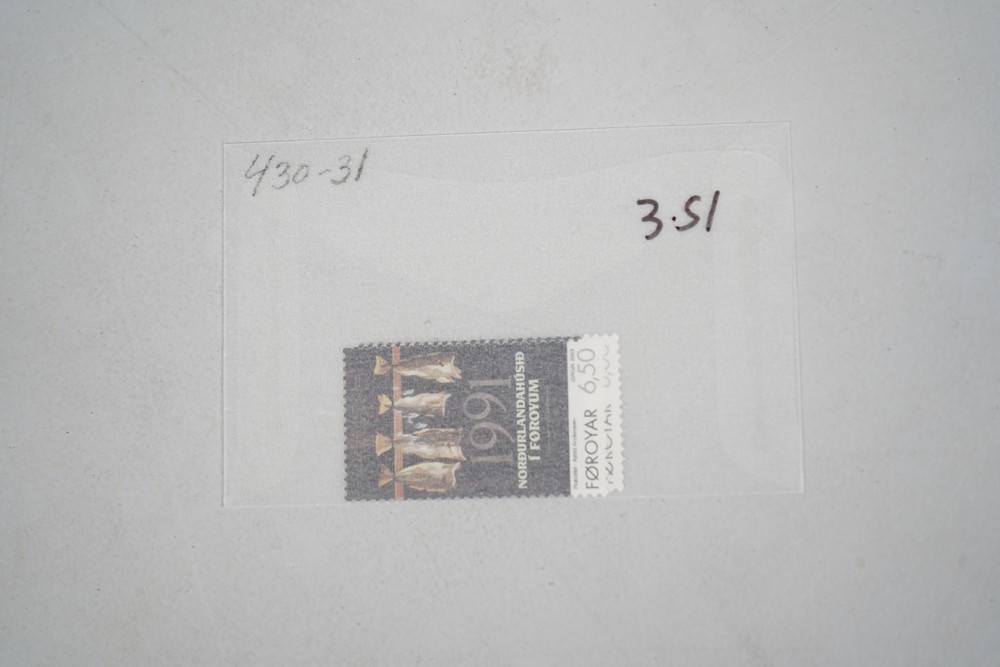 430-31
3.51
1991
NORÐURLANDAHÚSIÐ
Í FØROYUM
FØROYAR 6,50